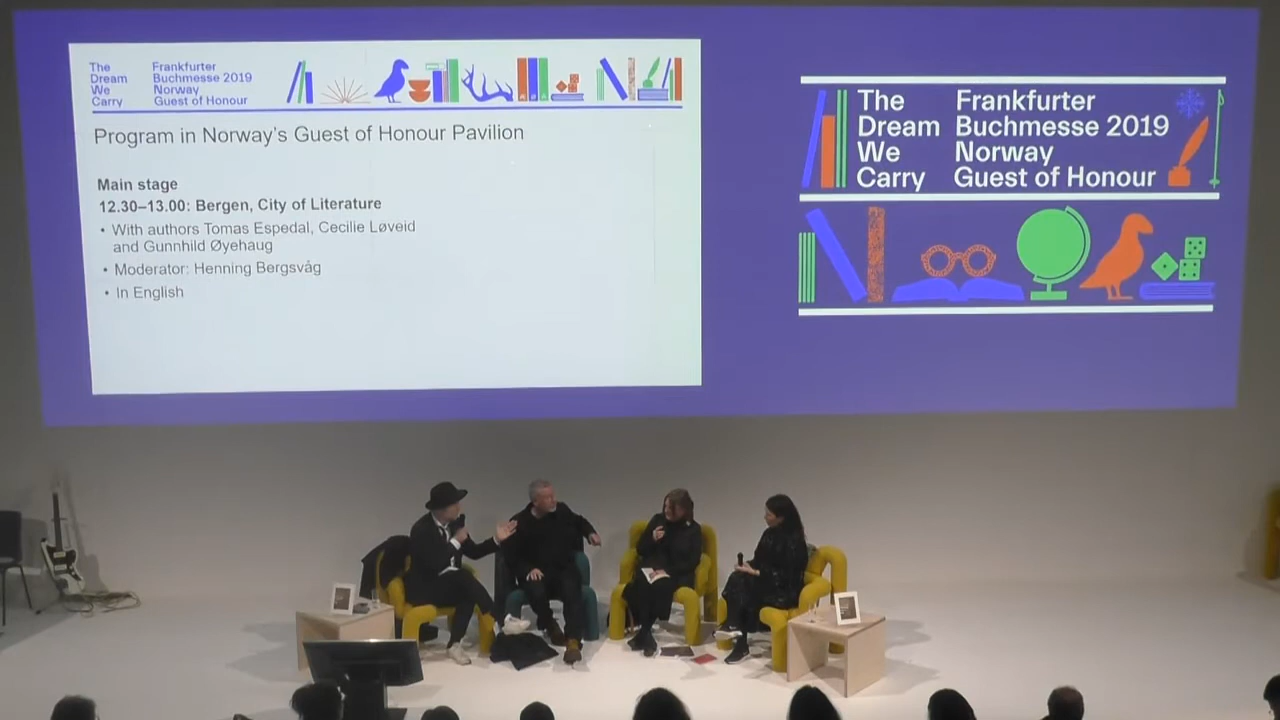 The Dream We Carry
Frankfurter Buchmesse 2019 Norway Guest of Honour
Program in Norway's Guest of Honour Pavilion
Main stage
12.30–13.00: Bergen, City of Literature
• With authors Tomas Espedal, Cecilie Løveid
and Gunnhild Øyehaug
• Moderator: Henning Bergsvåg
• In English
The Frankfurter
Dream Buchmesse 2019
We Norway
Carry Guest of Honour